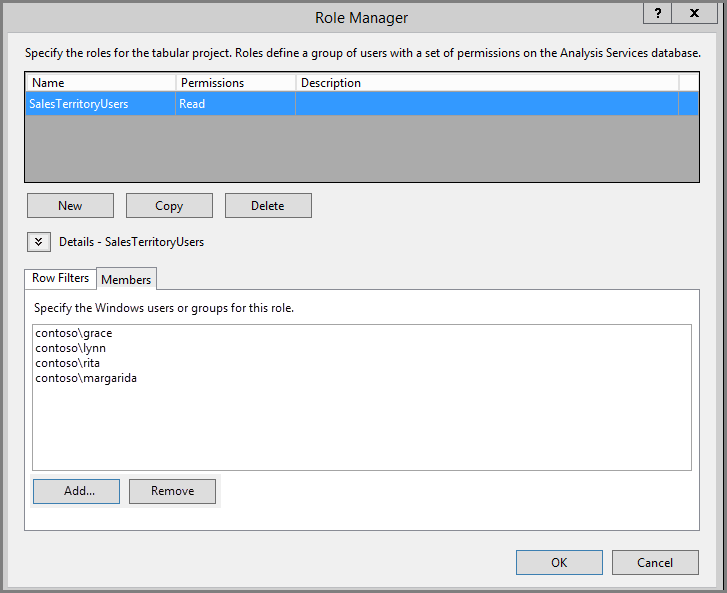 Role Manager
? x
Specify the roles for the tabular project. Roles define a group of users with a set of permissions on the Analysis Services database.
Name Permissions Description
SalesTerritoryUsers Read
New Copy Delete
Details - SalesTerritoryUsers
Row Filters Members
Specify the Windows users or groups for this role.
contoso\grace
contoso\lynn
contoso\rita
contoso\margarida
Add... Remove
OK Cancel